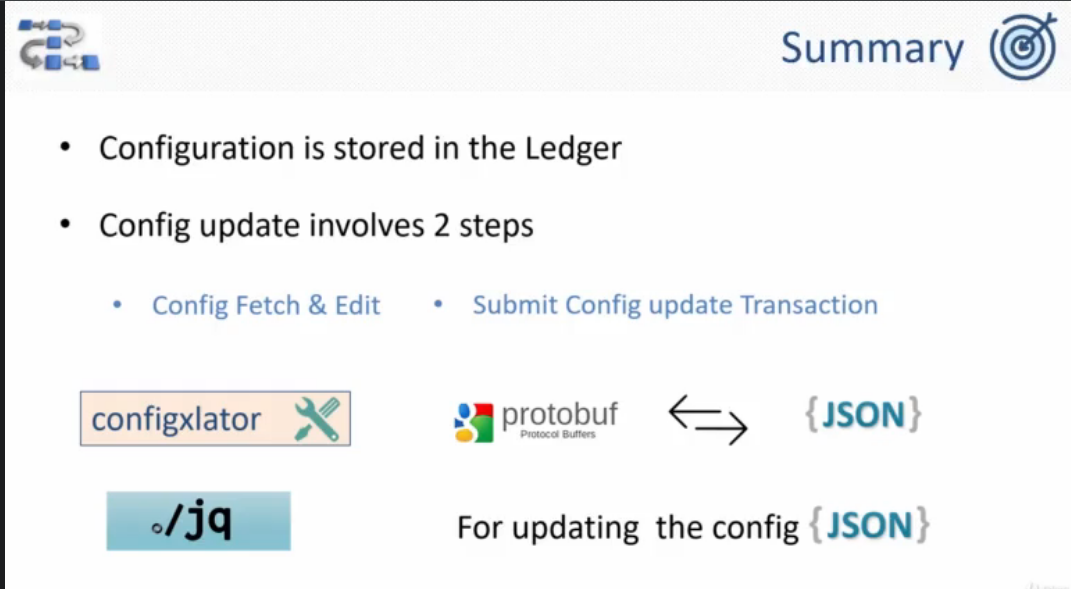 Summary
• Configuration is stored in the Ledger
• Config update involves 2 steps
• Config Fetch & Edit • Submit Config update Transaction
configxlator
protobuf
Protocol Buffers
{JSON}
./jq
For updating the config {JSON}